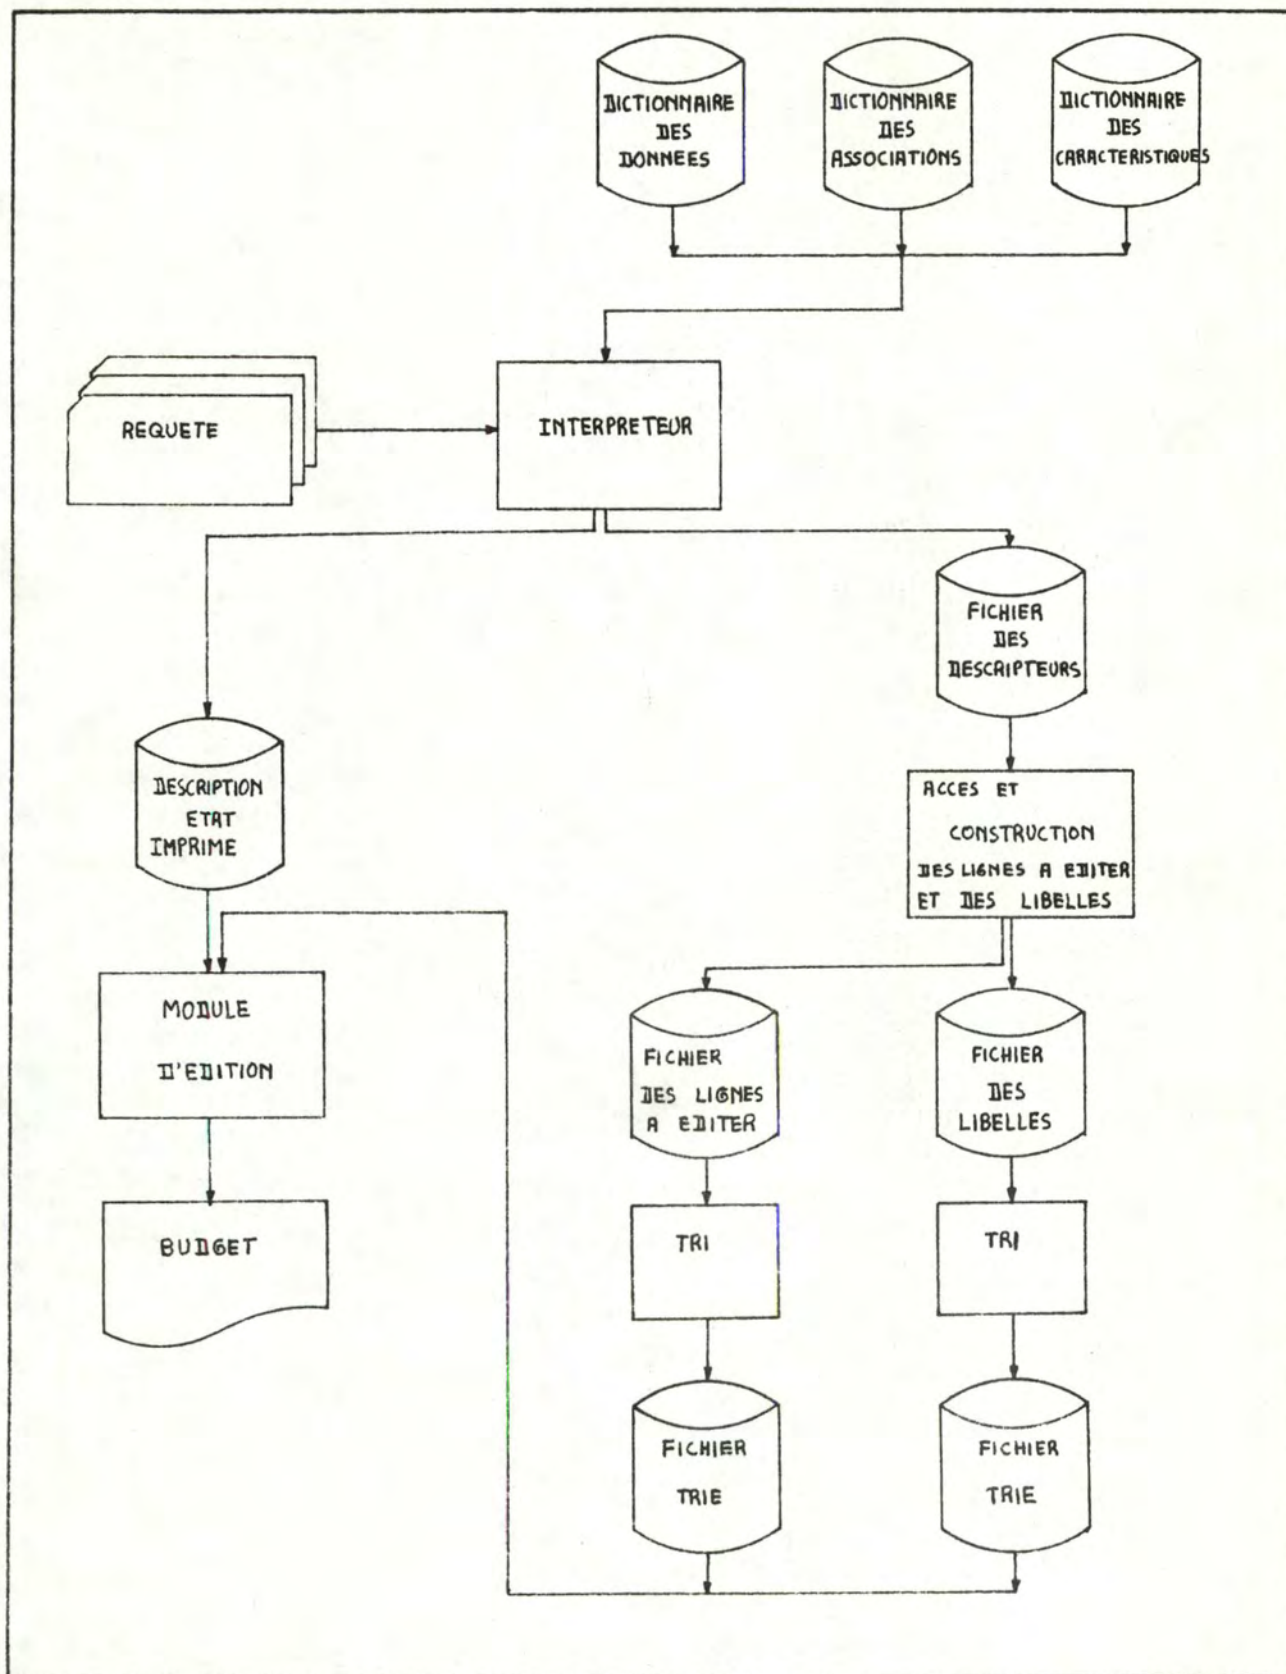 DICTIONNAIRE
DES
DONNEES
DICTIONNAIRE
DES
ASSOCIATIONS
DICTIONNAIRE
DES
CARACTERISTIQUES
REQUETE
INTERPRETEUR
FICHIER
DES
DESCRIPTEURS
DESCRIPTION
ETAT
IMPRIME
ACCES ET
CONSTRUCTION
DES LIGNES A EDITER
ET DES LIBELLES
MODULE
D'EDITION
FICHIER
DES LIGNES
A EDITER
FICHIER
DES
LIBELLES
BUDGET
TRI
TRI
FICHIER
TRIE
FICHIER
TRIE